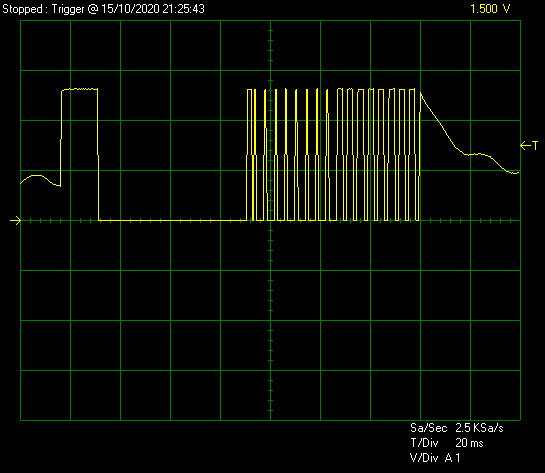 Stopped : Trigger @ 15/10/2020 21:25:43
1.500 V
T
Sa/Sec 2.5 KSa/s
T/Div 20 ms
V/Div A 1